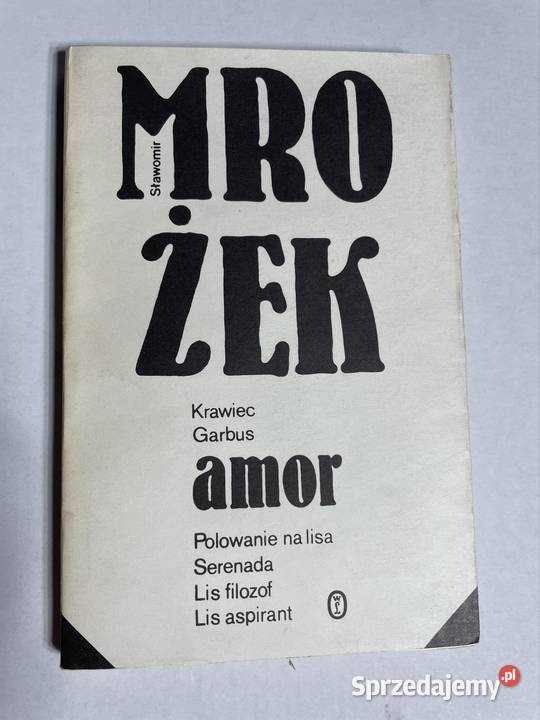 Sławomir
MRO
ŻEK
Krawiec
Garbus
amor
Polowanie na lisa
Serenada
Lis filozof
Lis aspirant
WL
Sprzedajemy.pl